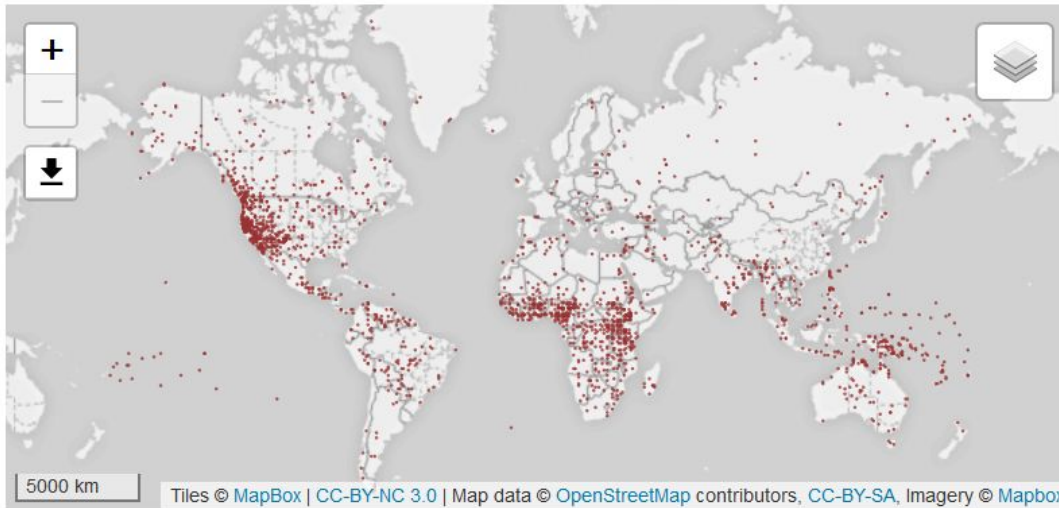 +
−
5000 km
Tiles © MapBox | CC-BY-NC 3.0 | Map data © OpenStreetMap contributors, CC-BY-SA, Imagery © Mapbox